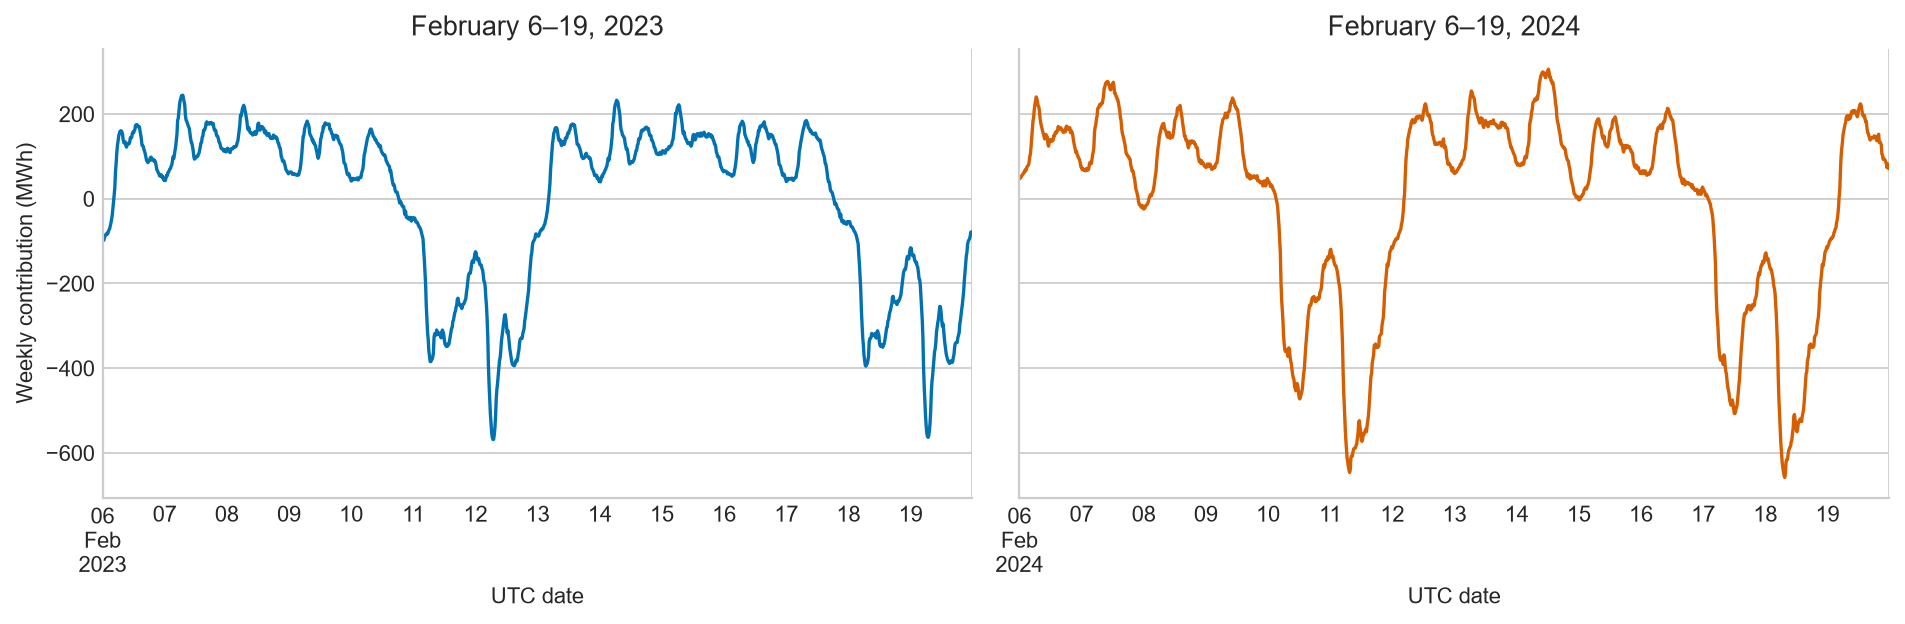 February 6–19, 2023
February 6–19, 2024
Weekly contribution (MWh)
200
0
−200
−400
−600
06 07 08 09 10 11 12 13 14 15 16 17 18 19
Feb
2023
UTC date
06 07 08 09 10 11 12 13 14 15 16 17 18 19
Feb
2024
UTC date